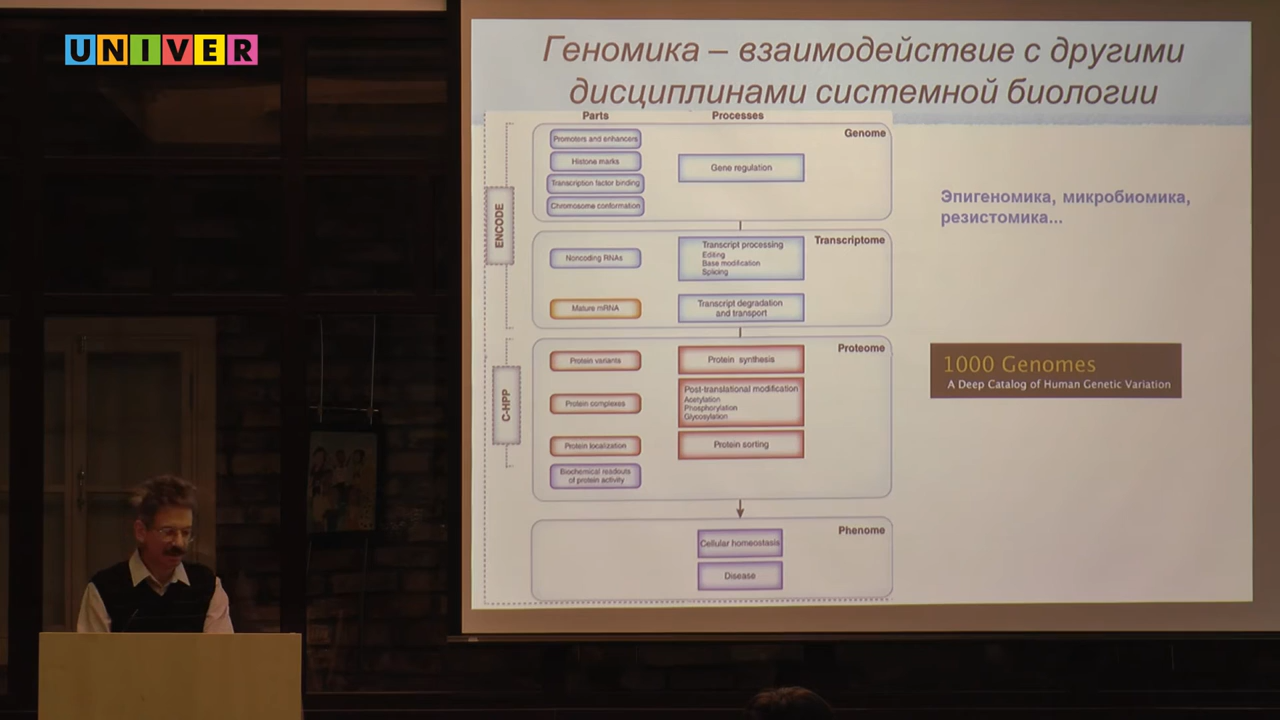 UNIVER
Геномика – взаимодействие с другими
дисциплинами системной биологии
Parts
Processes
Genome
Promoters and enhancers
Histone marks
Transcription factor binding
Chromosome conformation
Gene regulation
ENCODE
Transcriptome
Noncoding RNAs
Mature mRNA
Transcript processing
Editing
Base modification
Splicing
Transcript degradation
and transport
C-HPP
Proteome
Protein variants
Protein complexes
Protein localization
Biochemical readouts
of protein activity
Protein synthesis
Post-translational modification
Acetylation
Phosphorylation
Glycosylation
Protein sorting
Phenome
Cellular homeostasis
Disease
Эпигеномика, микробиомика,
резистомика...
1000 Genomes
A Deep Catalog of Human Genetic Variation